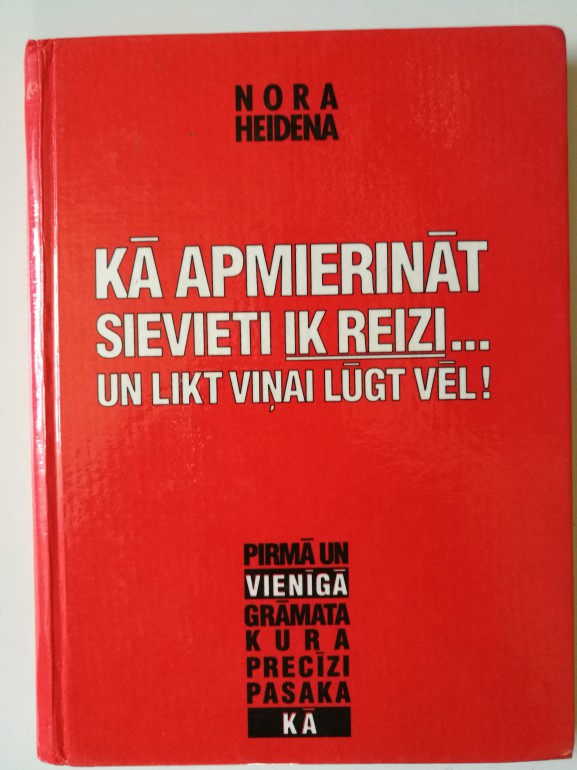 NORA
HEIDENA
KĀ APMIERINĀT
SIEVIETI IK REIZI...
UN LIKT VIŅAI LŪGT VĒL!
PIRMĀ UN
VIENĪGĀ
GRĀMATA
KURA
PRECĪZI
PASAKA
KĀ